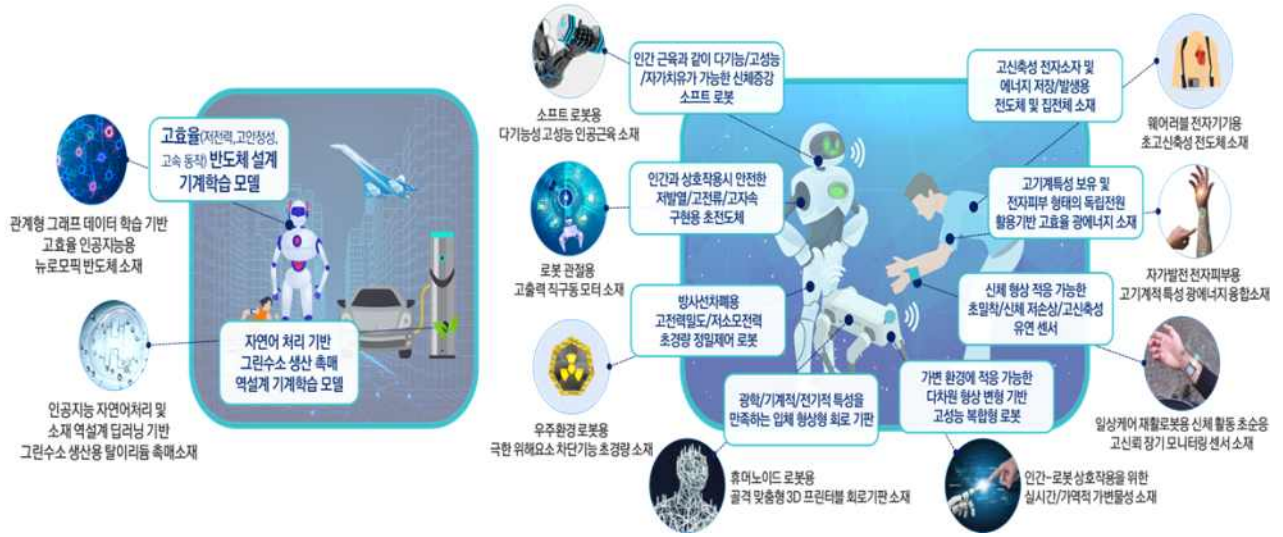 고효율(저전력,고안정성,
고속 동작) 반도체 설계
기계학습 모델
관계형 그래프 데이터 학습 기반
고효율 인공지능용
뉴로모픽 반도체 소재
자연어 처리 기반
그린수소 생산 촉매
역설계 기계학습 모델
인공지능 자연어처리 및
소재 역설계 딥러닝 기반
그린수소 생산용 탈이리듐 촉매소재
인간 근육과 같이 다기능/고성능
/자가치유가 가능한 신체증강
소프트 로봇
소프트 로봇용
다기능성 고성능 인공근육 소재
고신축성 전자소자 및
에너지 저장/발생용
전도체 및 집전체 소재
웨어러블 전자기기용
초고신축성 전도체 소재
인간과 상호작용시 안전한
저발열/고전류/고자속
구현용 초전도체
로봇 관절용
고출력 직구동 모터 소재
고기계특성 보유 및
전자피부 형태의 독립전원
활용기반 고효율 광에너지 소재
자가발전 전자피부용
고기계적특성 광에너지 융합소재
방사선차폐용
고전력밀도/저소모전력
초경량 정밀제어 로봇
우주환경 로봇용
극한 위해요소 차단기능 초경량 소재
신체 형상 적응 가능한
초밀착/신체 저손상/고신축성
유연 센서
일상케어 재활로봇용 신체 활동 초순응
고신뢰 장기 모니터링 센서 소재
광학/기계적/전기적 특성을
만족하는 입체 형상형 회로 기판
휴머노이드 로봇용
골격 맞춤형 3D 프린터블 회로기판 소재
가변 환경에 적응 가능한
다차원 형상 변형 기반
고성능 복합형 로봇
인간-로봇 상호작용을 위한
실시간/가역적 가변물성 소재